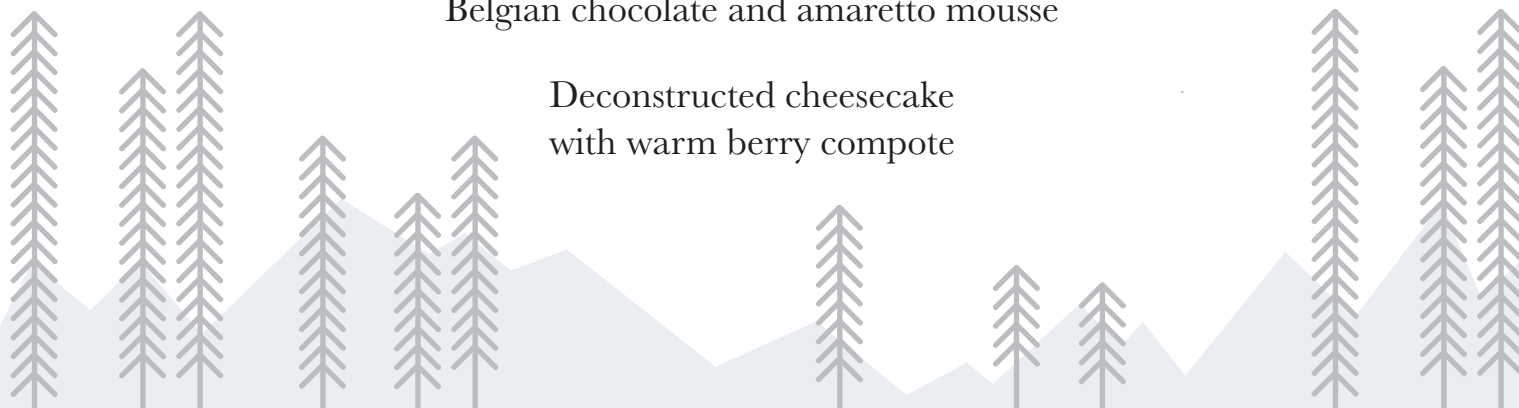 Belgian chocolate and amaretto mousse
Deconstructed cheesecake
with warm berry compote